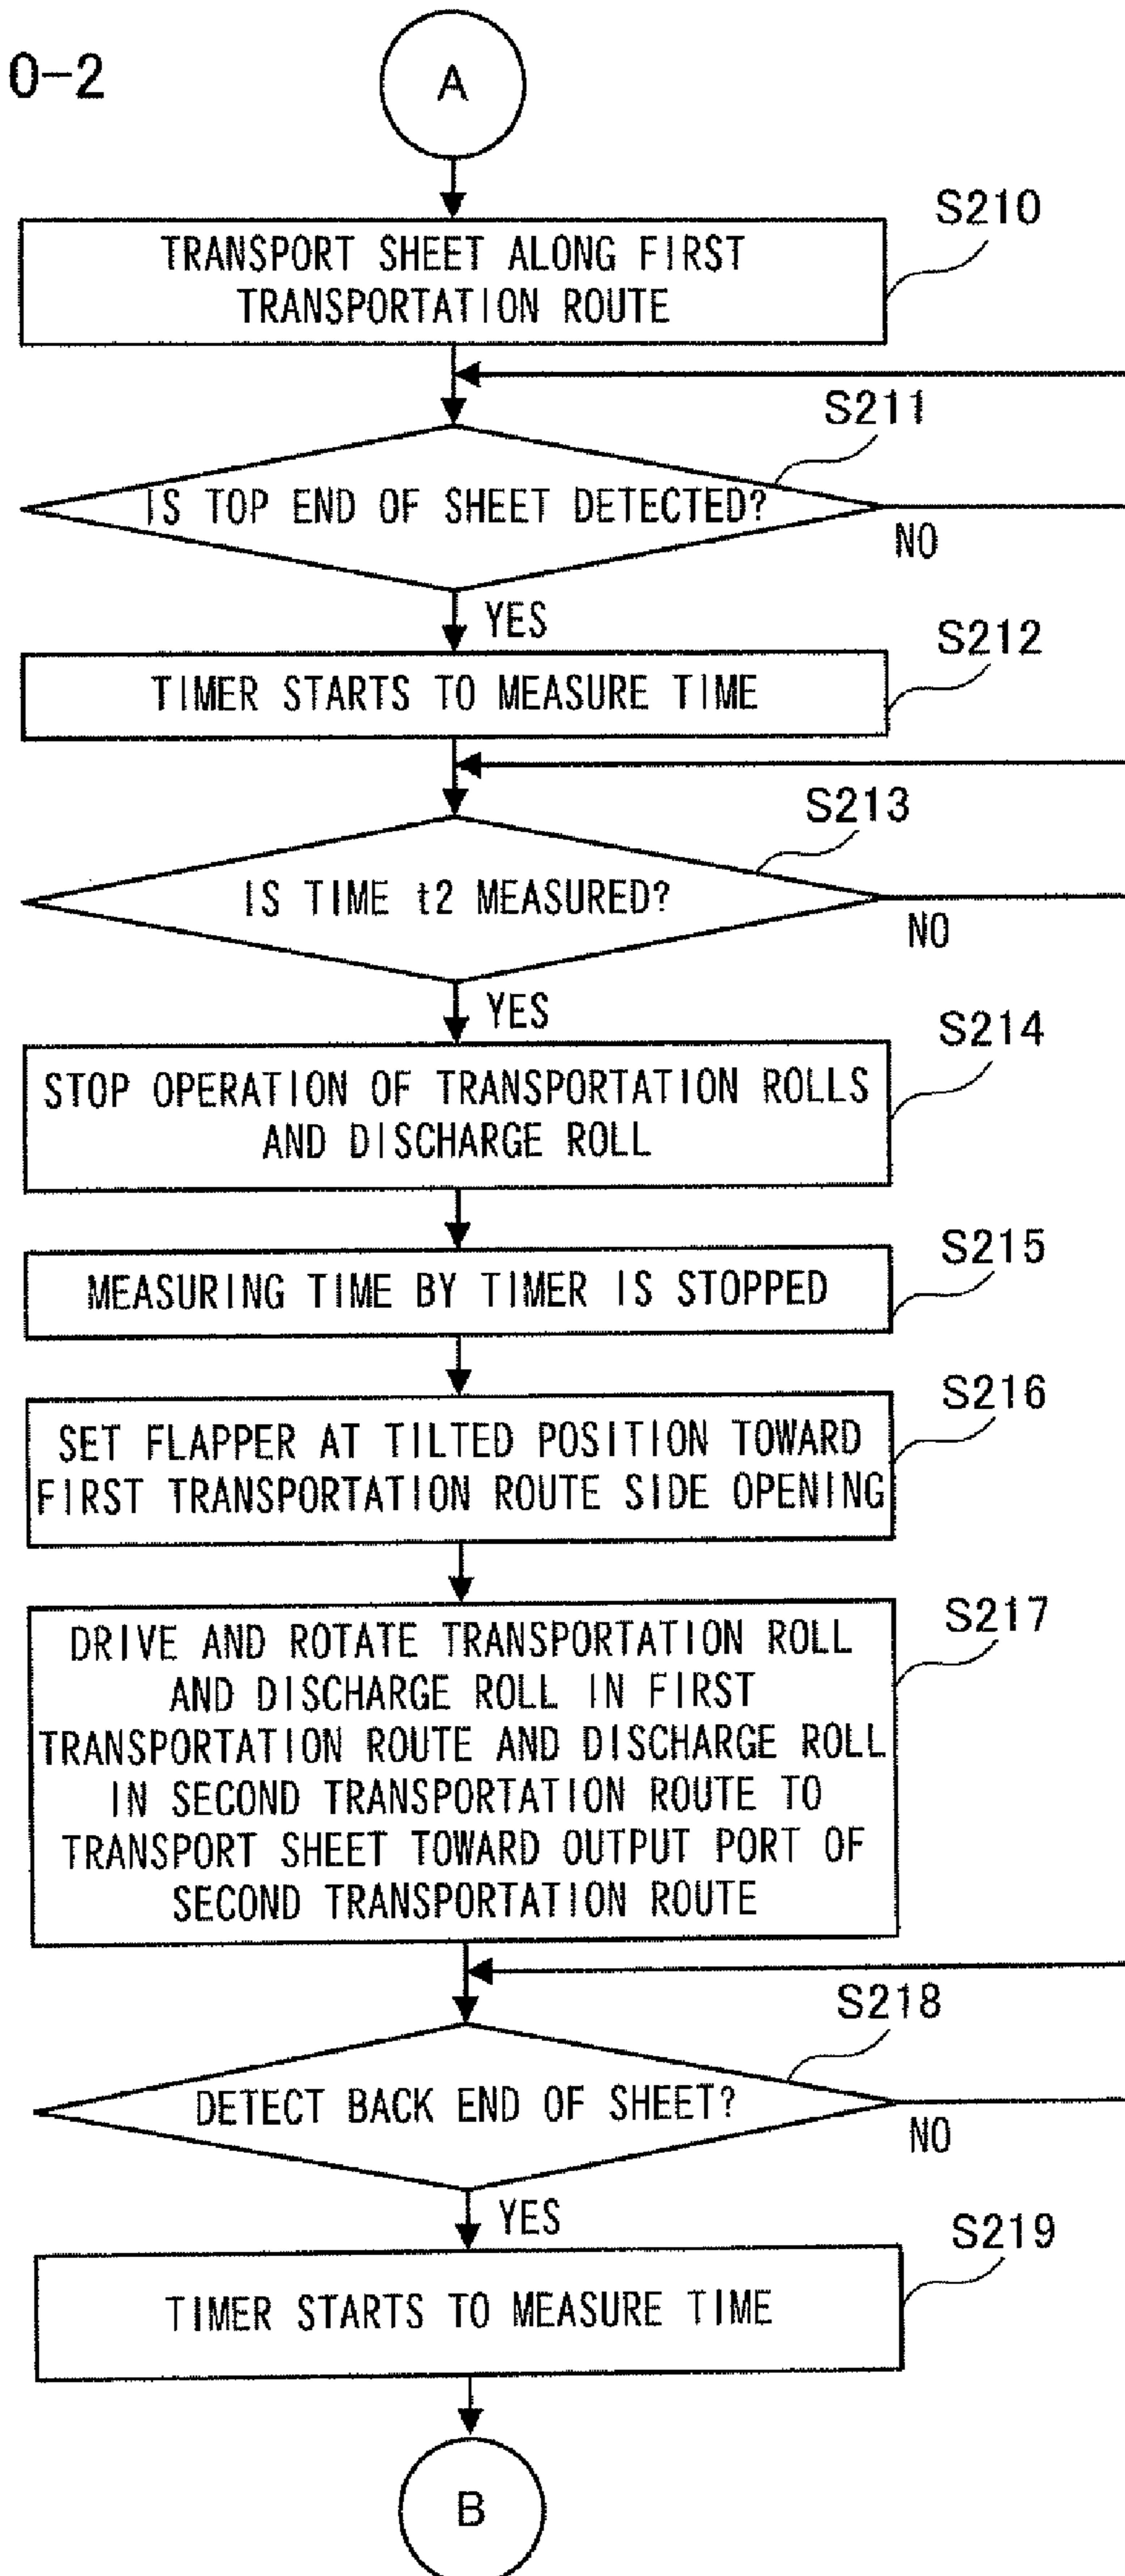 0-2
A
S210
TRANSPORT SHEET ALONG FIRST
TRANSPORTATION ROUTE
S211
IS TOP END OF SHEET DETECTED?
NO
YES
S212
TIMER STARTS TO MEASURE TIME
S213
IS TIME t2 MEASURED?
NO
YES
S214
STOP OPERATION OF TRANSPORTATION ROLLS
AND DISCHARGE ROLL
S215
MEASURING TIME BY TIMER IS STOPPED
S216
SET FLAPPER AT TILTED POSITION TOWARD
FIRST TRANSPORTATION ROUTE SIDE OPENING
S217
DRIVE AND ROTATE TRANSPORTATION ROLL
AND DISCHARGE ROLL IN FIRST
TRANSPORTATION ROUTE AND DISCHARGE ROLL
IN SECOND TRANSPORTATION ROUTE TO
TRANSPORT SHEET TOWARD OUTPUT PORT OF
SECOND TRANSPORTATION ROUTE
S218
DETECT BACK END OF SHEET?
NO
YES
S219
TIMER STARTS TO MEASURE TIME
B